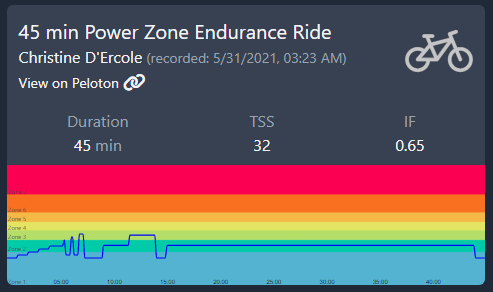 45 min Power Zone Endurance Ride
Christine D'Ercole (recorded: 5/31/2021, 03:23 AM)
View on Peloton
Duration TSS IF
45 min 32 0.65
Zone 6
Zone 5
Zone 4
Zone 3
Zone 2
Zone 1
05:00 10:00 15:00 20:00 25:00 30:00 35:00 40:00